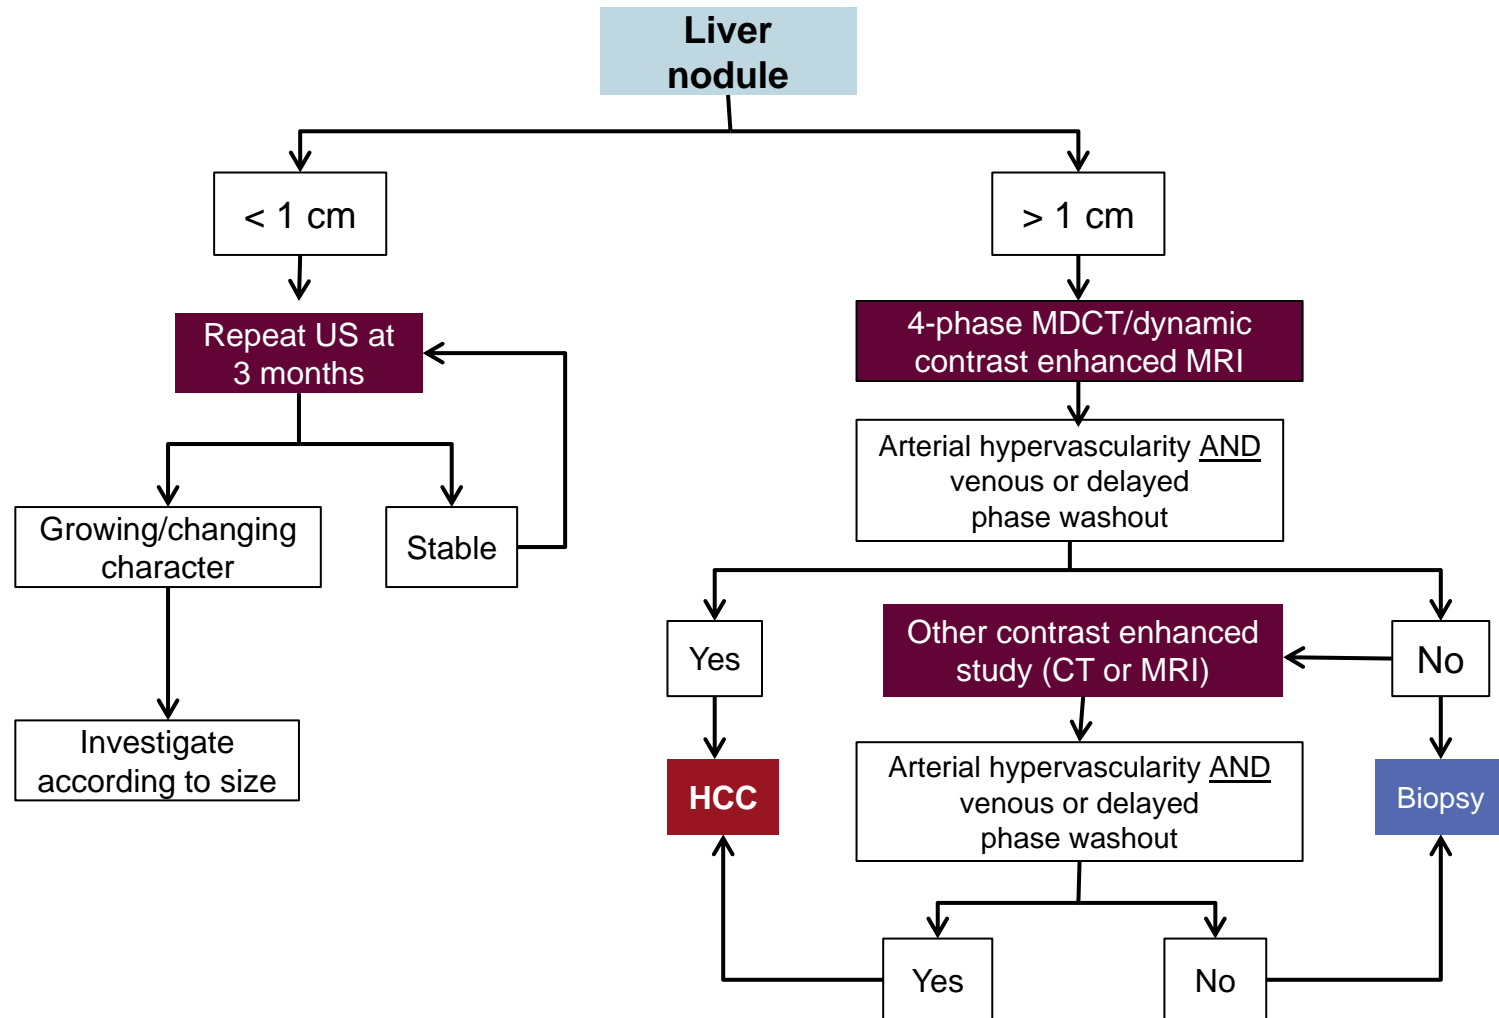 Liver
nodule
< 1 cm
> 1 cm
Repeat US at
3 months
4-phase MDCT/dynamic
contrast enhanced MRI
Arterial hypervascularity AND
venous or delayed
phase washout
Growing/changing
character
Stable
Yes
Other contrast enhanced
study (CT or MRI)
No
Investigate
according to size
HCC
Arterial hypervascularity AND
venous or delayed
phase washout
Biopsy
Yes
No